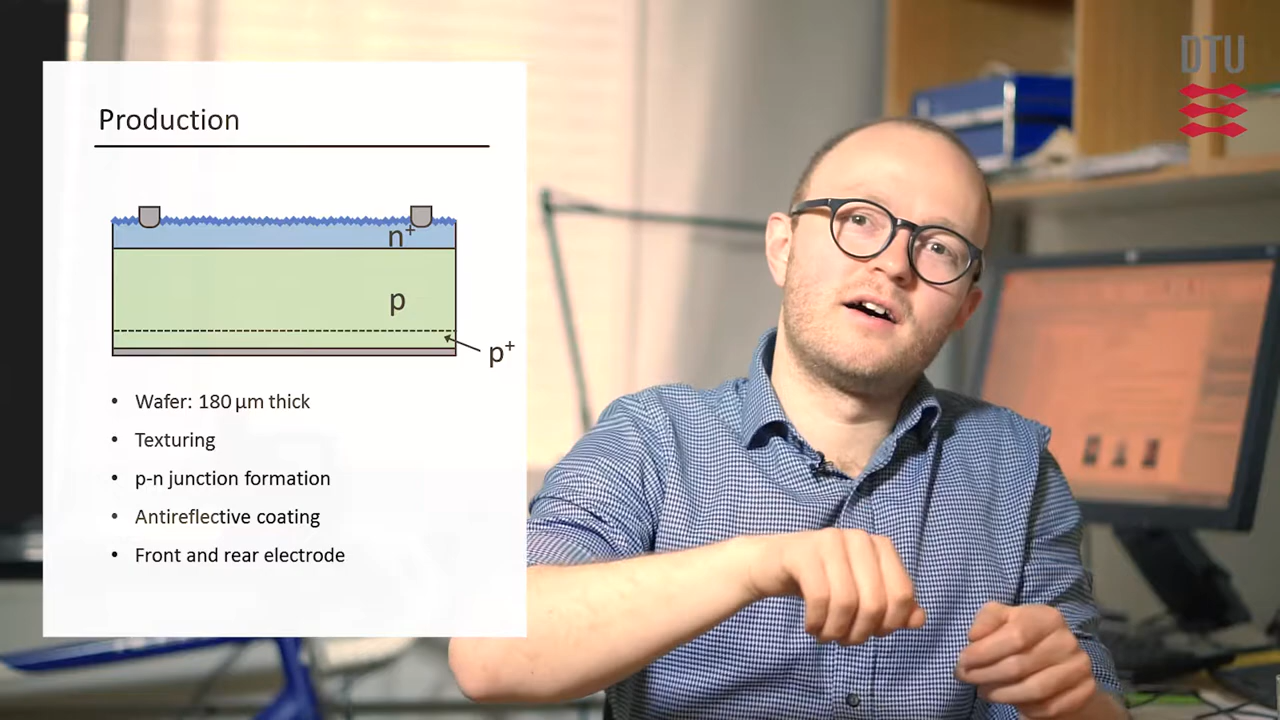 Production
n⁺
p
p⁺
• Wafer: 180 µm thick
• Texturing
• p-n junction formation
• Antireflective coating
• Front and rear electrode
DTU